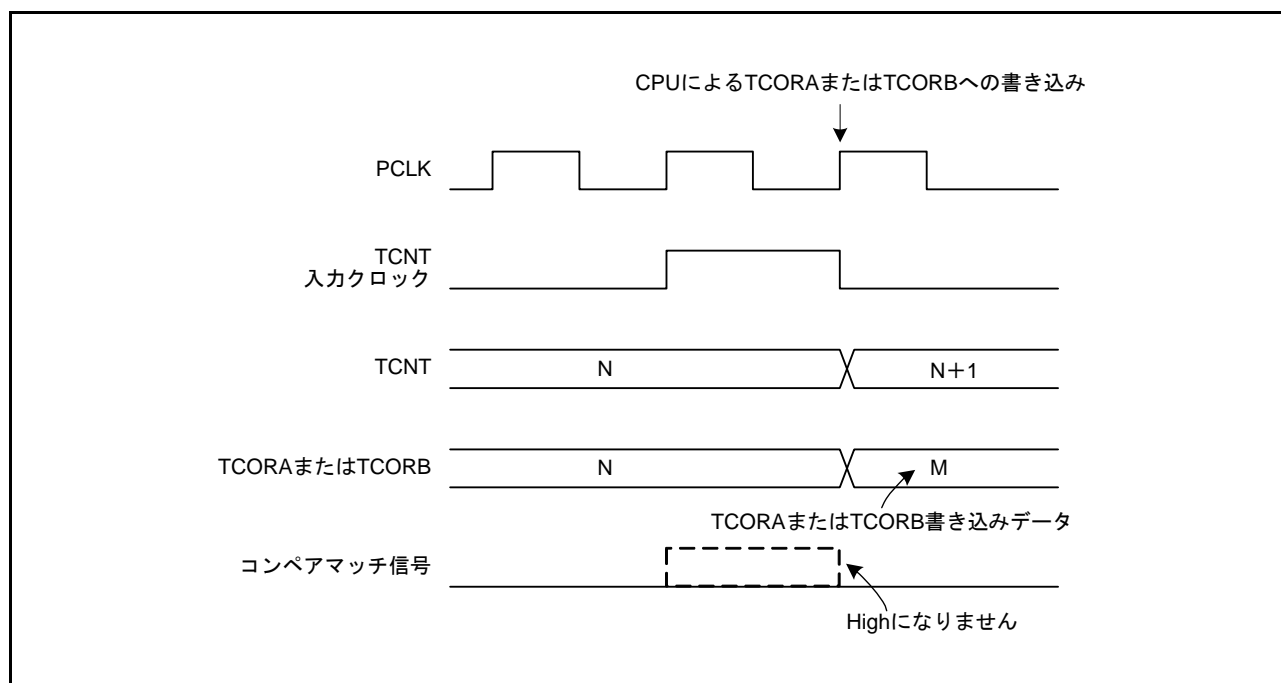 CPUによるTCORAまたはTCORBへの書き込み
PCLK
TCNT
入力クロック
TCNT
N
N+1
TCORAまたはTCORB
N
M
TCORAまたはTCORB書き込みデータ
コンペアマッチ信号
Highになりません